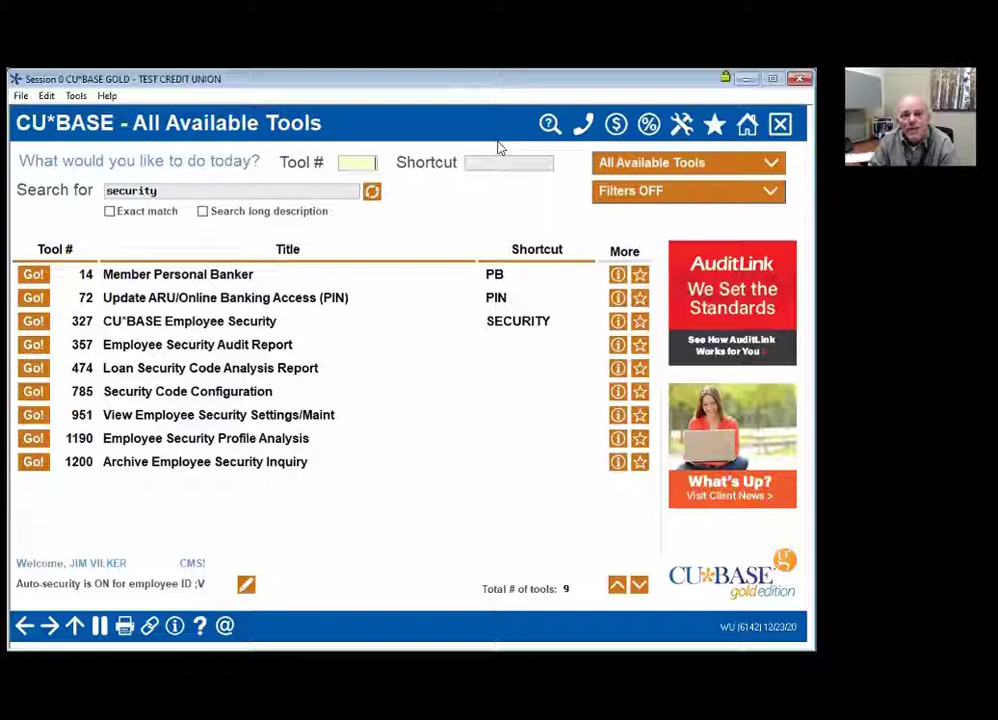 Session 0 CU*BASE GOLD - TEST CREDIT UNION
File Edit Tools Help
CU*BASE - All Available Tools
What would you like to do today? Tool # Shortcut All Available Tools
Search for security Filters OFF
Exact match Search long description
Tool # Title Shortcut More
Go! 14 Member Personal Banker PB
Go! 72 Update ARU/Online Banking Access (PIN) PIN
Go! 327 CU*BASE Employee Security SECURITY
Go! 357 Employee Security Audit Report
Go! 474 Loan Security Code Analysis Report
Go! 785 Security Code Configuration
Go! 951 View Employee Security Settings/Maint
Go! 1190 Employee Security Profile Analysis
Go! 1200 Archive Employee Security Inquiry
AuditLink
We Set the
Standards
See How AuditLink
Works for You >
What's Up?
Visit Client News >
Welcome, JIM VILKER CMS!
Auto-security is ON for employee ID ;V
Total # of tools: 9
CU*BASE
gold edition
g
WU (6142) 12/23/20